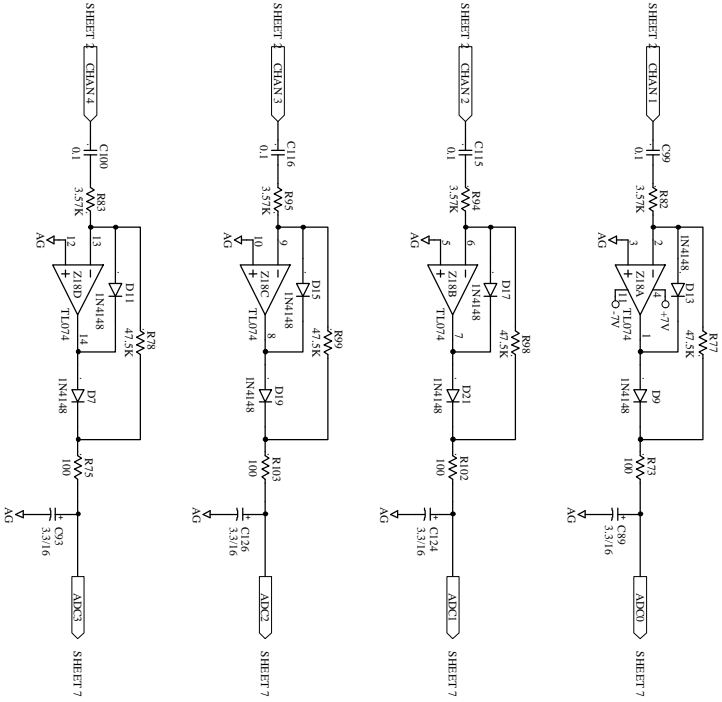 SHEET 2
CHAN 1
C99
0.1
R82
3.57K
2
3
AG
1N4148
D13
R77
47.5K
4
+7V
Z18A
11
-7V
TL074
1
D9
1N4148
R73
100
C89
3.3/16
AG
ADC0
SHEET 7
SHEET 2
CHAN 2
C115
0.1
R94
3.57K
6
5
AG
D17
1N4148
R98
47.5K
Z18B
TL074
7
D21
1N4148
R102
100
C124
3.3/16
AG
ADC1
SHEET 7
SHEET 2
CHAN 3
C116
0.1
R95
3.57K
9
10
AG
D15
1N4148
R99
47.5K
Z18C
TL074
8
D19
1N4148
R103
100
C126
3.3/16
AG
ADC2
SHEET 7
SHEET 2
CHAN 4
C100
0.1
R83
3.57K
13
12
AG
D11
1N4148
R78
47.5K
Z18D
TL074
14
D7
1N4148
R75
100
C93
3.3/16
AG
ADC3
SHEET 7